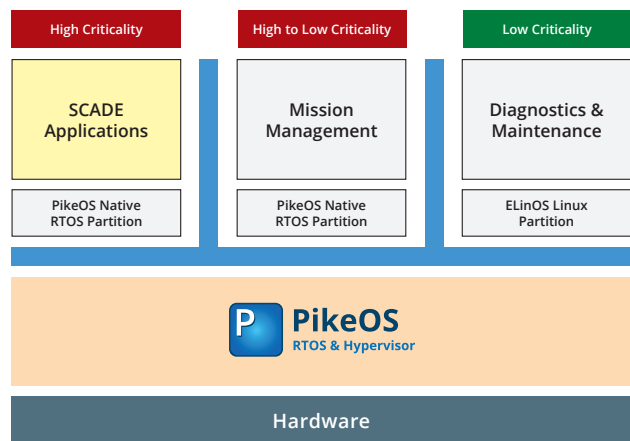 High Criticality
High to Low Criticality
Low Criticality
SCADE
Applications
Mission
Management
Diagnostics &
Maintenance
PikeOS Native
RTOS Partition
PikeOS Native
RTOS Partition
ELinOS Linux
Partition
P
PikeOS
RTOS & Hypervisor
Hardware